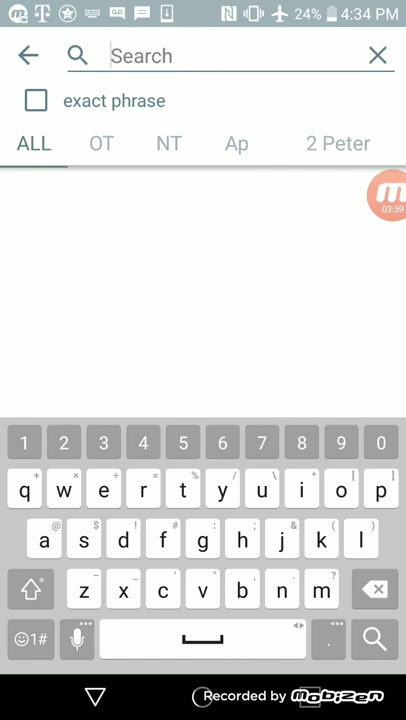 24% 4:34 PM
Search
exact phrase
ALL OT NT Ap 2 Peter
03:59
1 2 3 4 5 6 7 8 9 0
q w e r t y u i o p
a s d f g h j k l
z x c v b n m
☺1# .
Recorded by mobizen